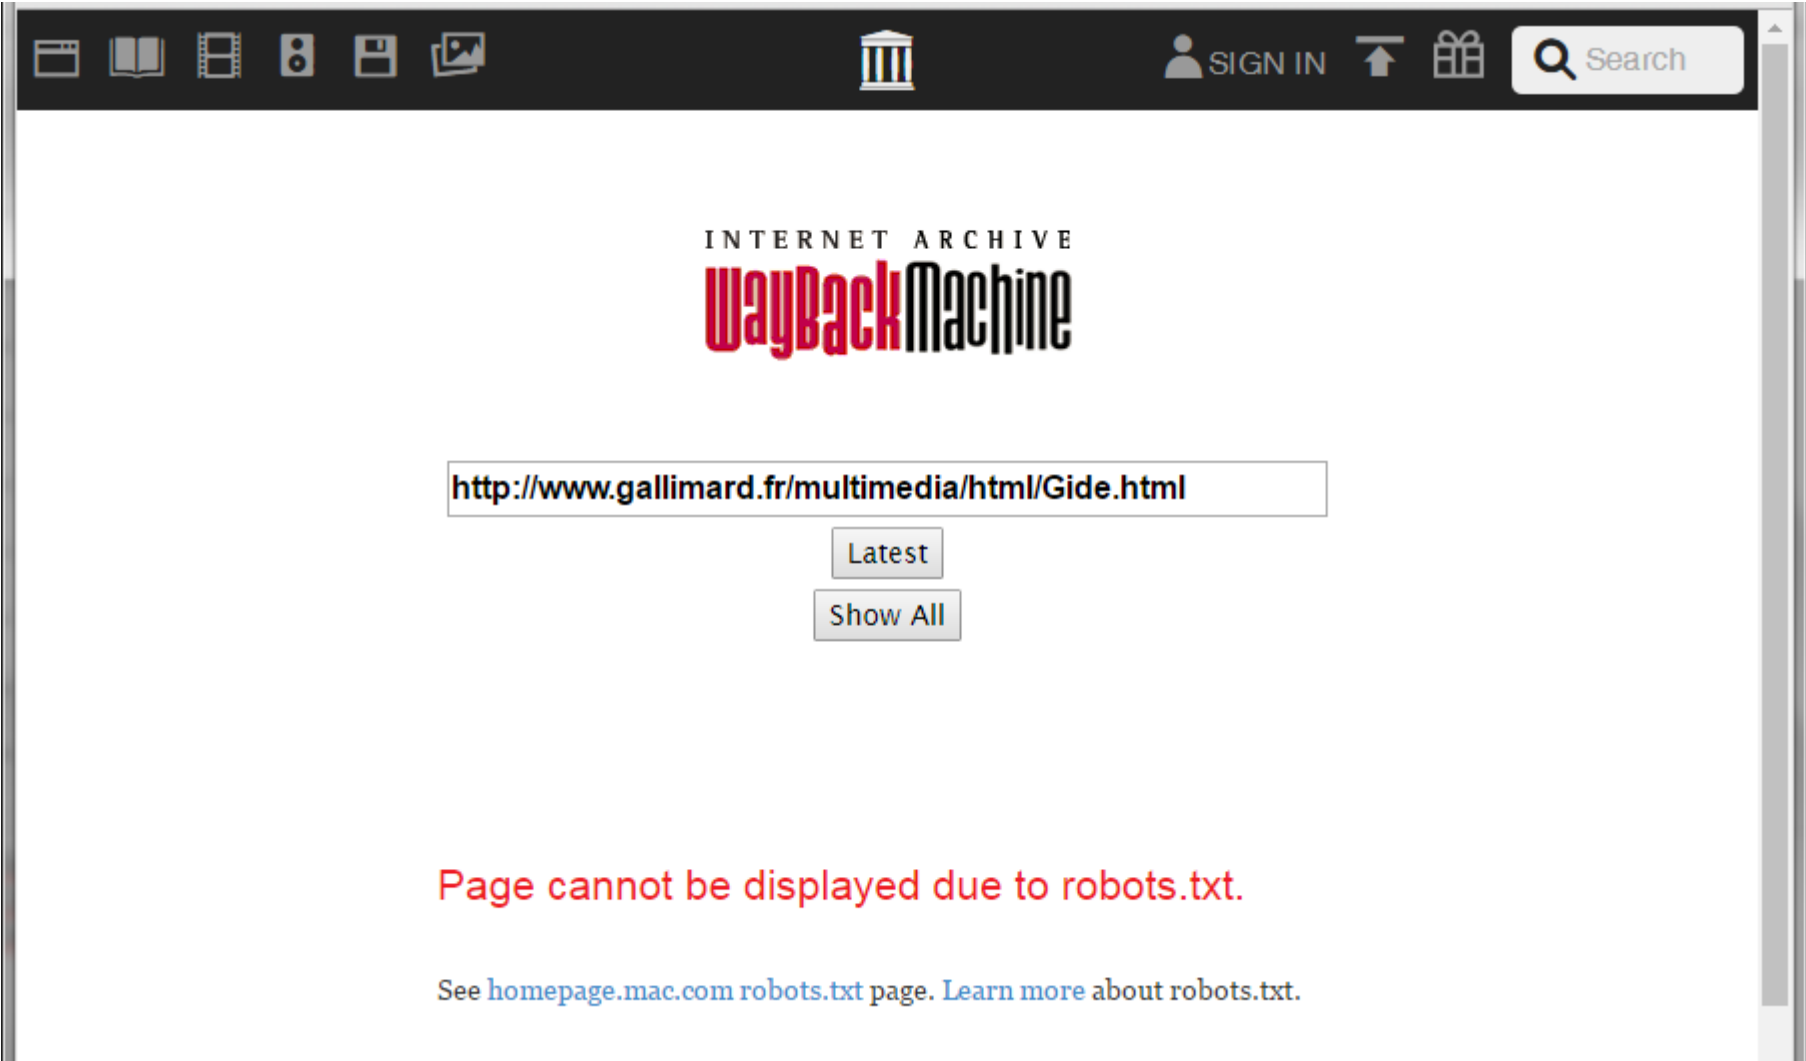 SIGN IN
Search
INTERNET ARCHIVE
WayBackMachine
http://www.gallimard.fr/multimedia/html/Gide.html
Latest
Show All
Page cannot be displayed due to robots.txt.
See homepage.mac.com robots.txt page. Learn more about robots.txt.